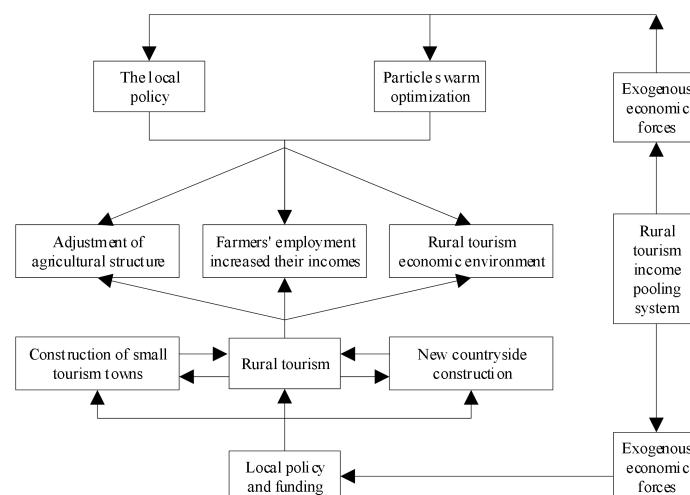 The local
policy
Particle swarm
optimization
Exogenous
economic
forces
Adjustment of
agricultural structure
Farmers' employment
increased their incomes
Rural tourism
economic environment
Rural
tourism
income
pooling
system
Construction of small
tourism towns
Rural tourism
New countryside
construction
Local policy
and funding
Exogenous
economic
forces